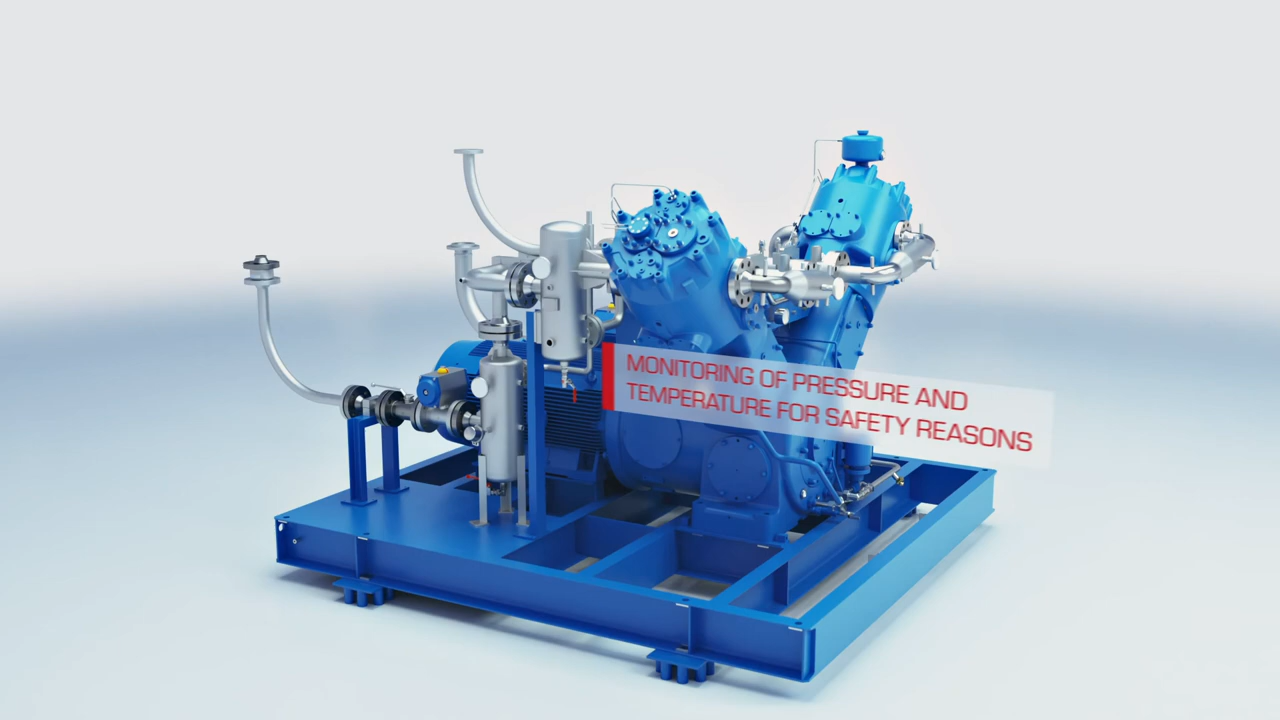 MONITORING OF PRESSURE AND
TEMPERATURE FOR SAFETY REASONS